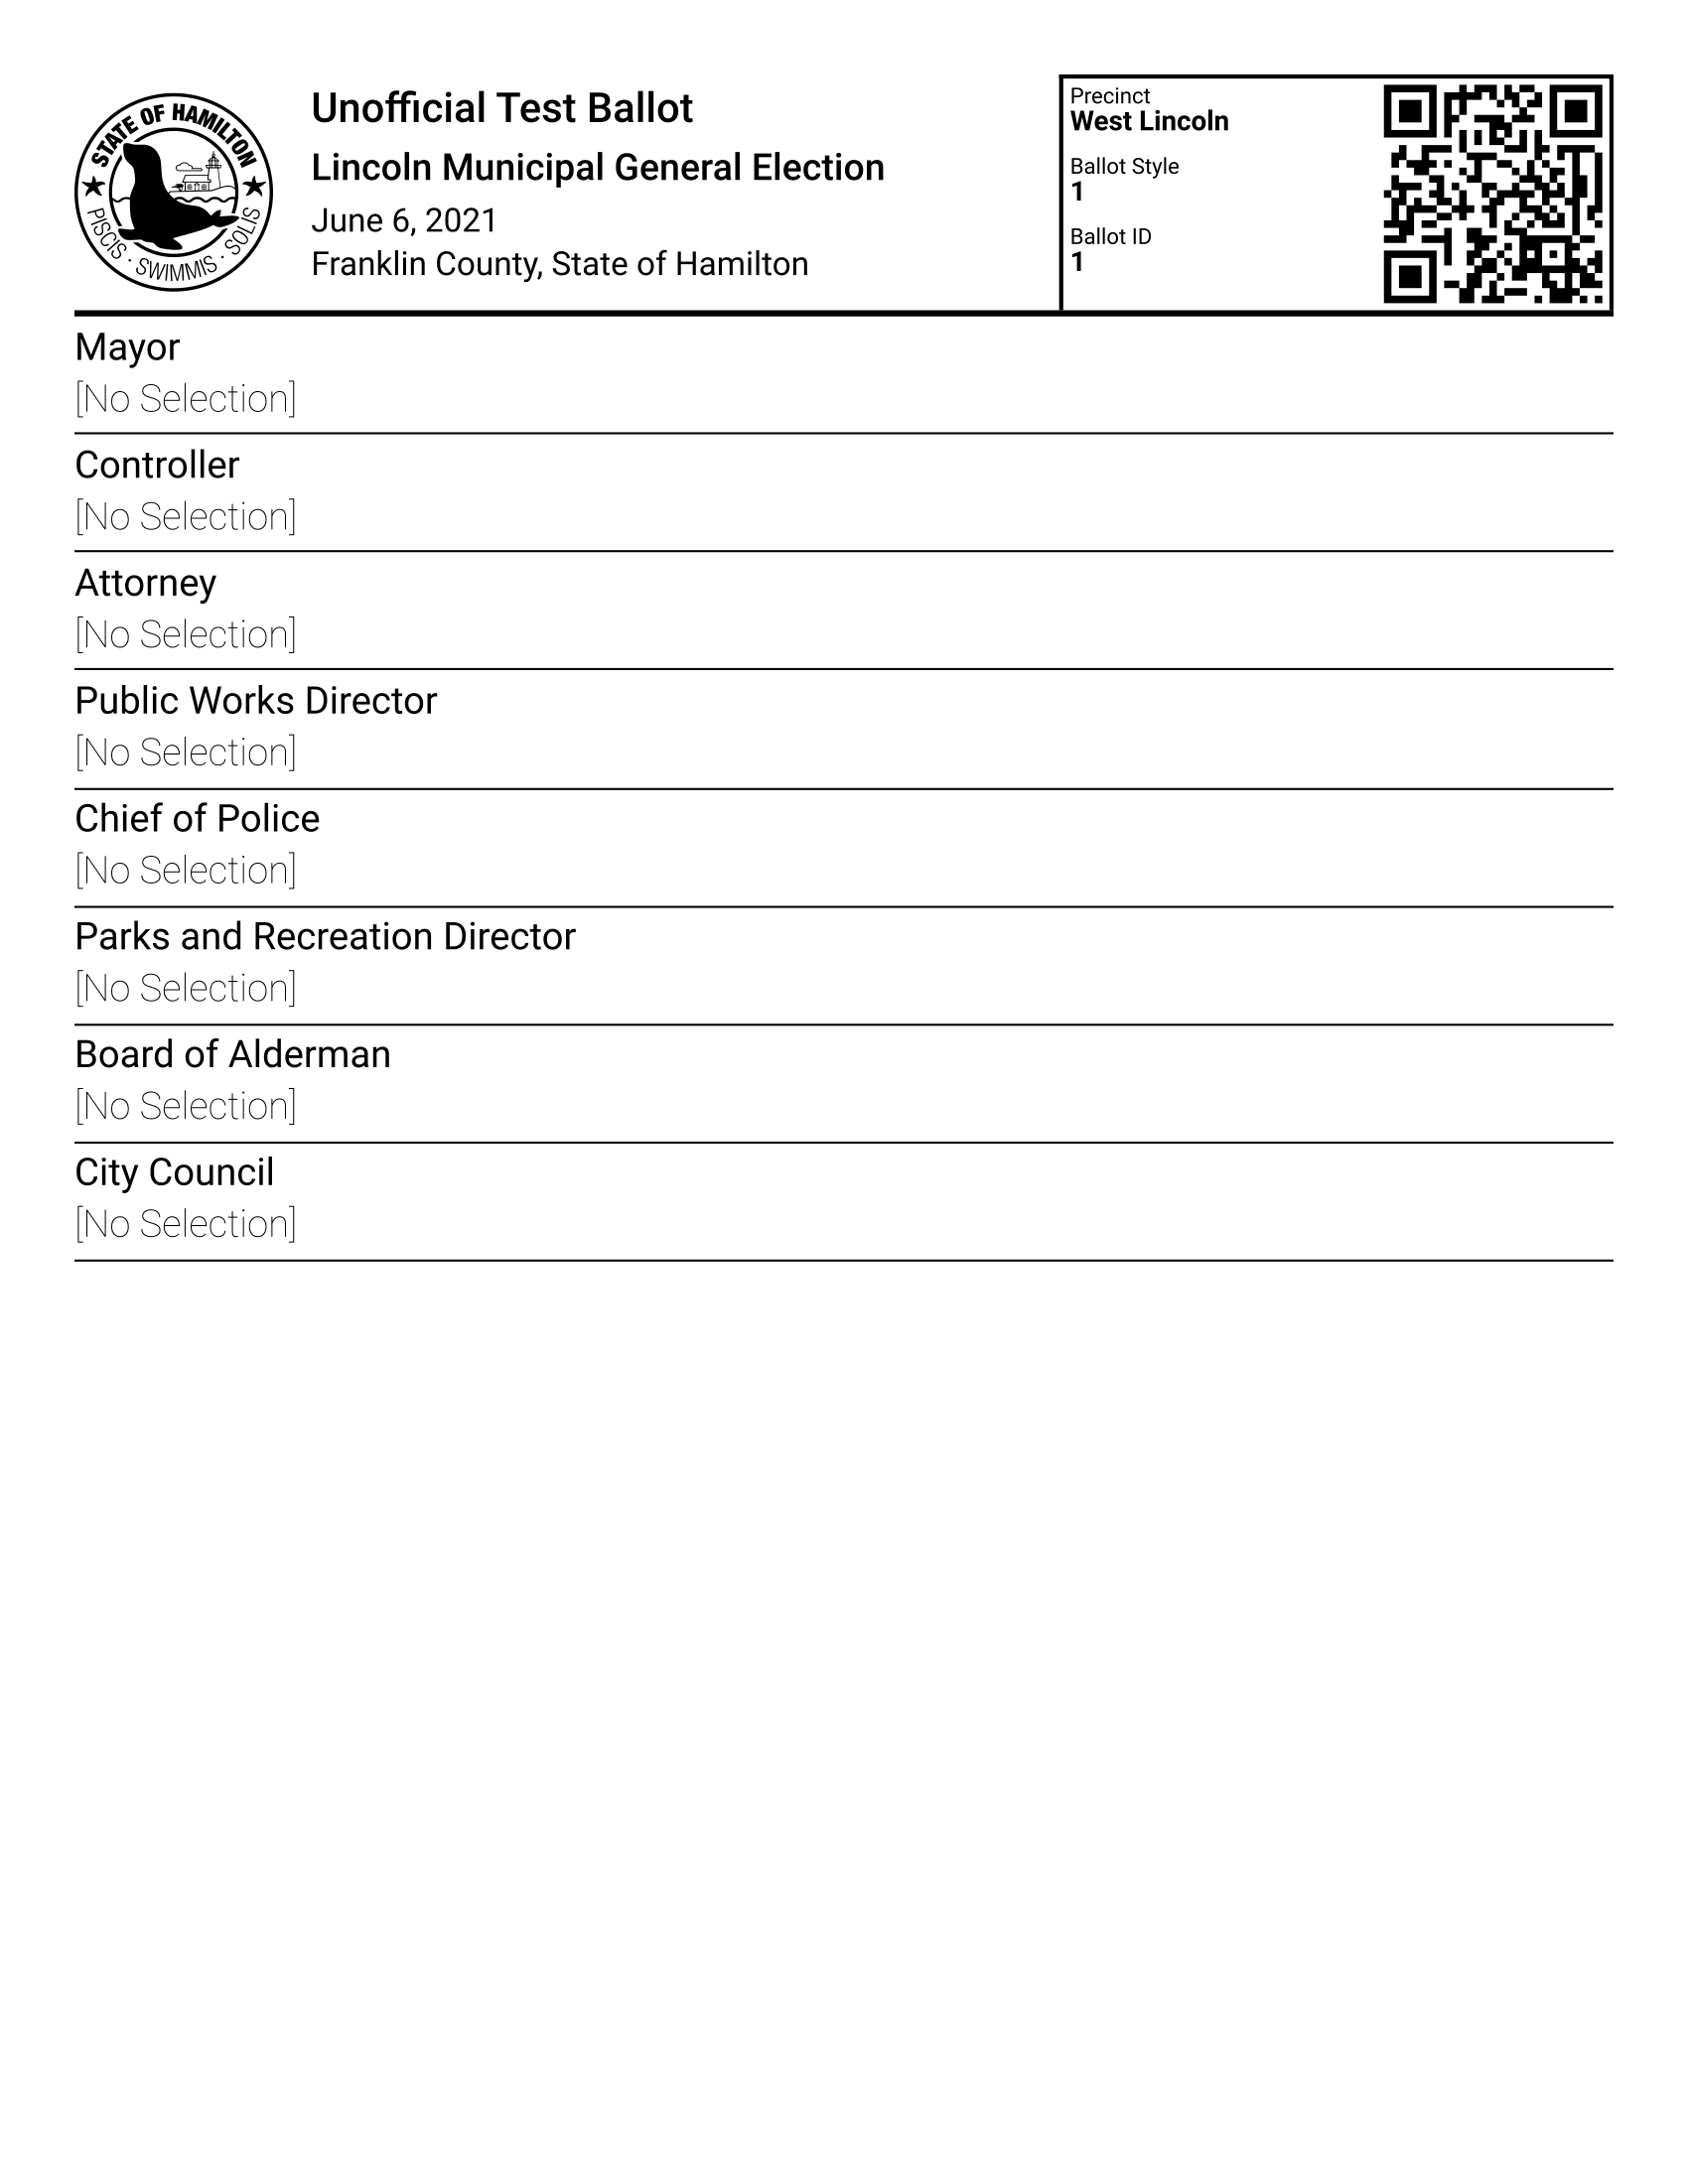 STATE OF HAMILTON
PISCIS · SWIMMIS · SOLIS
Unofficial Test Ballot
Lincoln Municipal General Election
June 6, 2021
Franklin County, State of Hamilton
Precinct
West Lincoln
Ballot Style
1
Ballot ID
1
Mayor
[No Selection]
Controller
[No Selection]
Attorney
[No Selection]
Public Works Director
[No Selection]
Chief of Police
[No Selection]
Parks and Recreation Director
[No Selection]
Board of Alderman
[No Selection]
City Council
[No Selection]